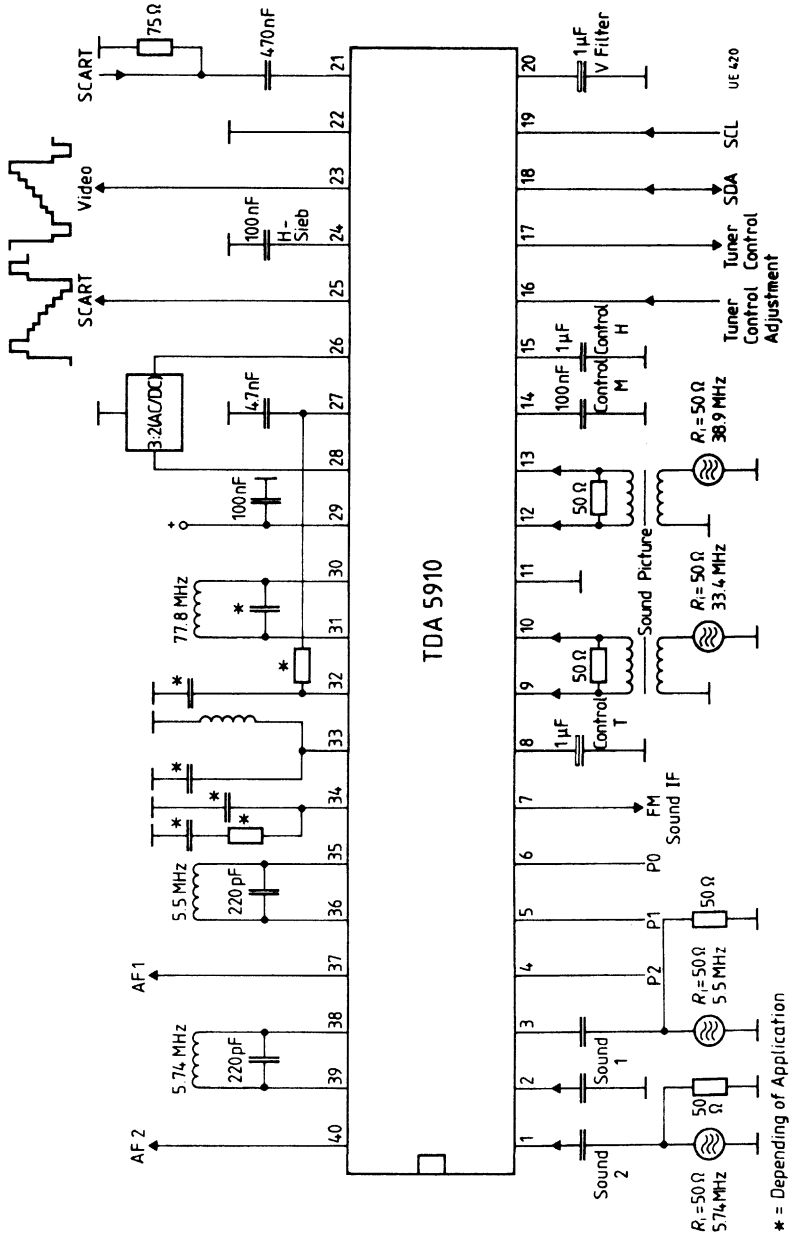 AF 2
5.74 MHz
220pF
AF1
5.5 MHz
220pF
*
*
*
*
*
*
77.8 MHz
*
+
100nF
3:2(AC/DC)
4.7nF
SCART
100nF
H-
Sieb
Video
SCART
75Ω
470nF
40
39
38
37
36
35
34
33
32
31
30
29
28
27
26
25
24
23
22
21
TDA 5910
1
2
3
4
5
6
7
8
9
10
11
12
13
14
15
16
17
18
19
20
Sound
2
Ri=50Ω
5.74MHz
50
Ω
Sound
1
Ri=50Ω
5.5 MHz
50Ω
P2
P1
P0
FM
Sound IF
1µF
Control
T
50Ω
Sound Picture
Ri=50Ω
33.4 MHz
50Ω
Ri=50Ω
38.9 MHz
100nF
Control
M
1µF
Control
H
Tuner
Control
Adjustment
Tuner
Control
SDA
SCL
1µF
V Filter
UE 420
* = Depending of Application